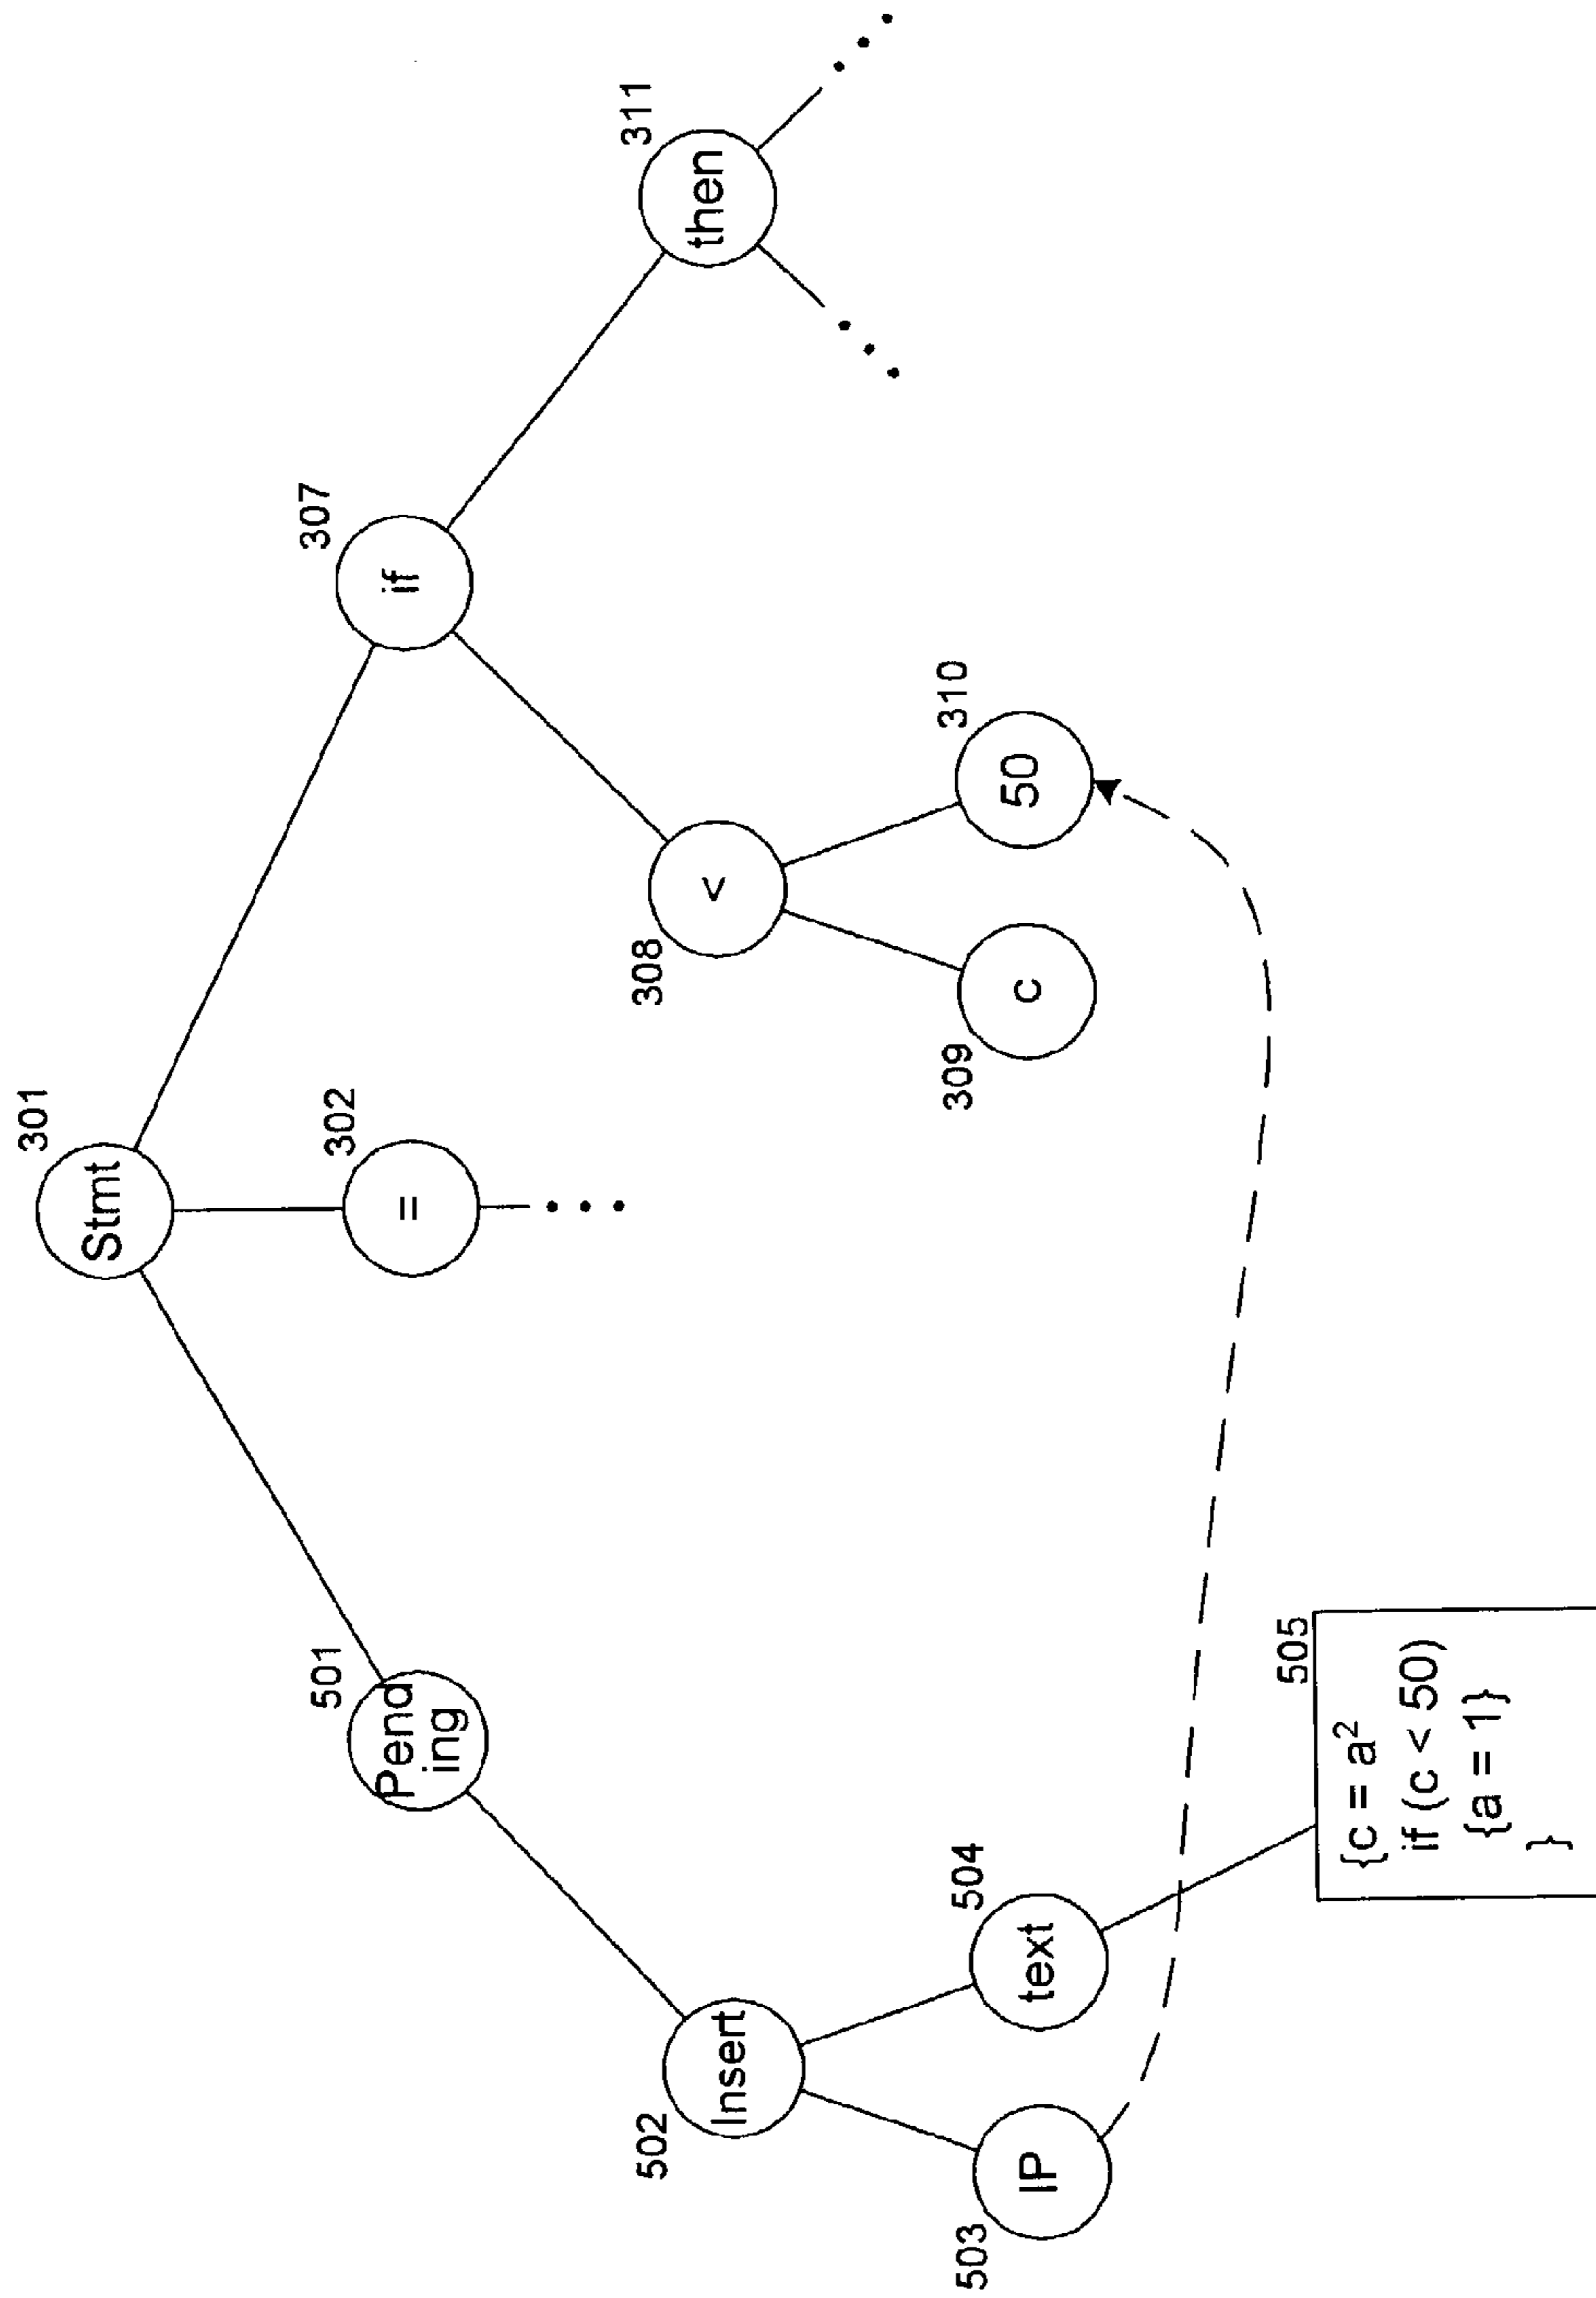 301
Stmt
501
Pend
ing
302
=
307
if
502
Insert
308
<
311
then
503
IP
504
text
309
c
310
50
505
{c = a²
if (c < 50)
{a = 1}
}